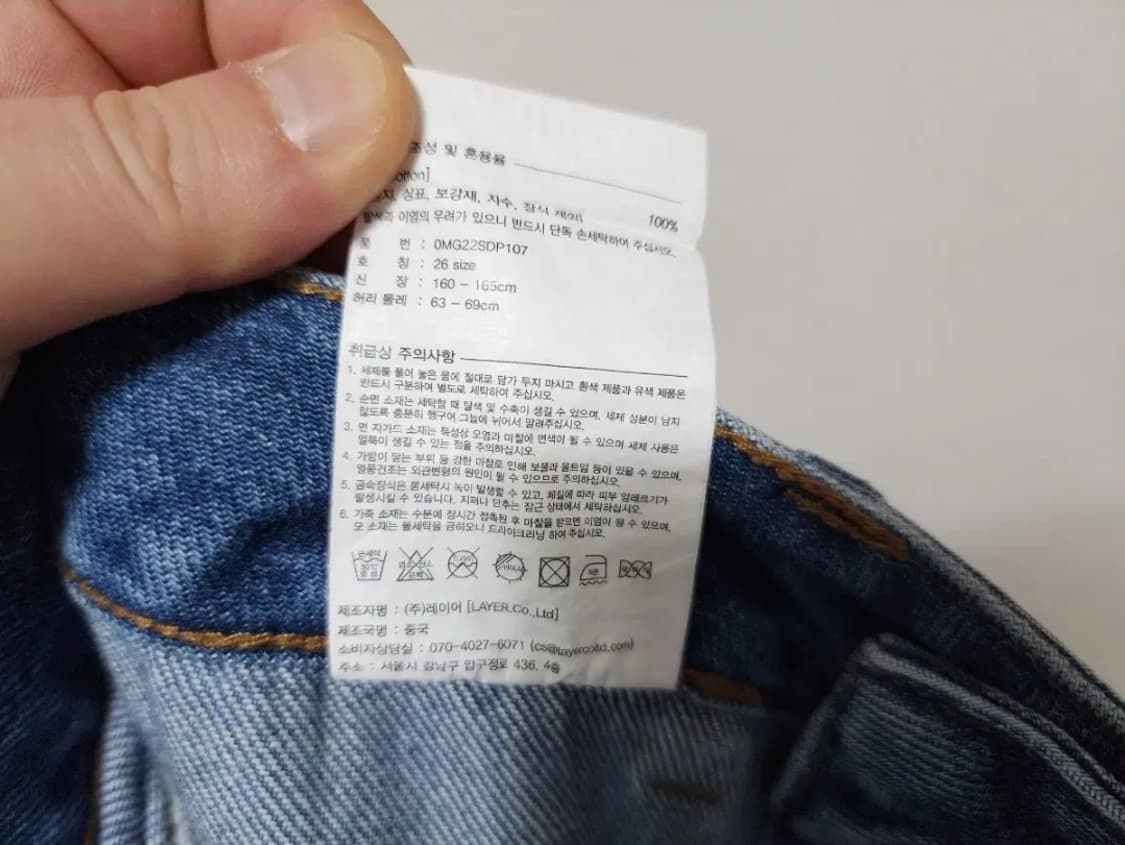 조성 및 혼용율
otton] 100%
상표, 보강재, 자수, 장식 제외
탈색과 이염의 우려가 있으니 반드시 단독 손세탁하여 주십시오.
품 번 : 0MG22SDP107
호 칭 : 26 size
신 장 : 160 - 165cm
허리 둘레 : 63 - 69cm
취급상 주의사항
1. 세제를 풀어 놓은 물에 절대로 담가 두지 마시고 흰색 제품과 유색 제품은
반드시 구분하여 별도로 세탁하여 주십시오.
2. 순면 소재는 세탁할 때 탈색 및 수축이 생길 수 있으며, 세제 성분이 남지
않도록 충분히 헹구어 그늘에 뉘어서 말려주십시오.
3. 면 자가드 소재는 특성상 오염과 마찰에 변색이 될 수 있으며 세제 사용은
얼룩이 생길 수 있는 점을 주의하십시오.
4. 가방이 닿는 부위 등 강한 마찰로 인해 보풀과 올트임 등이 있을 수 있으며,
열풍건조는 외관변형의 원인이 될 수 있으므로 주의하십시오.
5. 금속장식은 론세탁시 녹이 발생할 수 있고, 체질에 따라 피부 알레르기가
발생시킬 수 있습니다. 지퍼나 단추는 잠근 상태에서 세탁하십시오.
6. 가죽 소재는 수분에 장시간 접촉된 후 마찰을 받으면 이염이 될 수 있으며,
모 소재는 물세탁을 금하오니 드라이크리닝 하여 주십시오.
손세탁
30℃
중성
제조자명 : (주)레이어 [LAYER.Co.,Ltd]
제조국명 : 중국
소비자상담실 : 070-4027-6071 (cs@layercoltd.com)
주소 : 서울시 강남구 압구정로 436, 4층